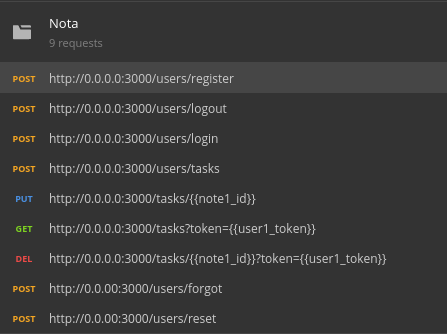 Nota
9 requests
POST http://0.0.0.0:3000/users/register
POST http://0.0.0.0:3000/users/logout
POST http://0.0.0.0:3000/users/login
POST http://0.0.0.0:3000/users/tasks
PUT http://0.0.0.0:3000/tasks/{{note1_id}}
GET http://0.0.0.0:3000/tasks?token={{user1_token}}
DEL http://0.0.0.0:3000/tasks/{{note1_id}}?token={{user1_token}}
POST http://0.0.00:3000/users/forgot
POST http://0.0.00:3000/users/reset